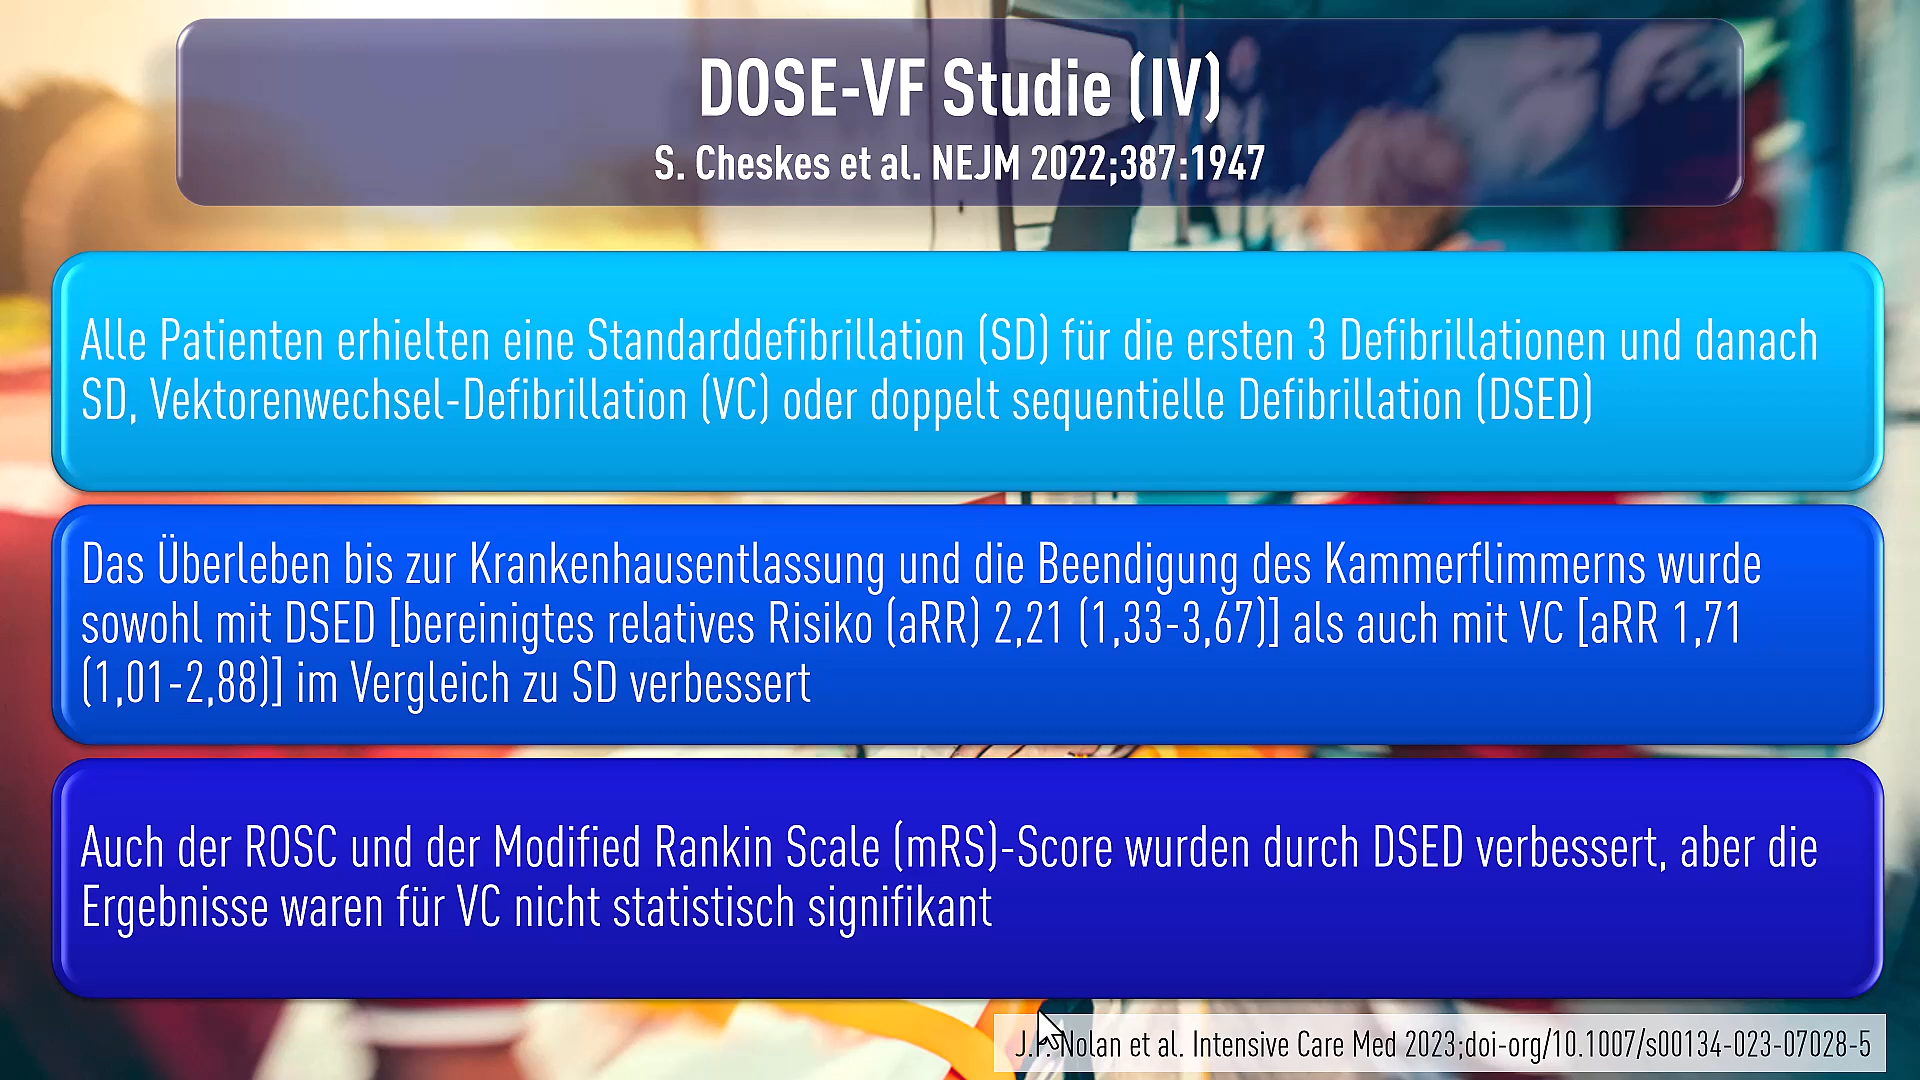 DOSE-VF Studie (IV)
S. Cheskes et al. NEJM 2022;387:1947
Alle Patienten erhielten eine Standarddefibrillation (SD) für die ersten 3 Defibrillationen und danach
SD, Vektorenwechsel-Defibrillation (VC) oder doppelt sequentielle Defibrillation (DSED)
Das Überleben bis zur Krankenhausentlassung und die Beendigung des Kammerflimmerns wurde
sowohl mit DSED [bereinigtes relatives Risiko (aRR) 2,21 (1,33-3,67)] als auch mit VC [aRR 1,71
(1,01-2,88)] im Vergleich zu SD verbessert
Auch der ROSC und der Modified Rankin Scale (mRS)-Score wurden durch DSED verbessert, aber die
Ergebnisse waren für VC nicht statistisch signifikant
J.P. Nolan et al. Intensive Care Med 2023;doi-org/10.1007/s00134-023-07028-5